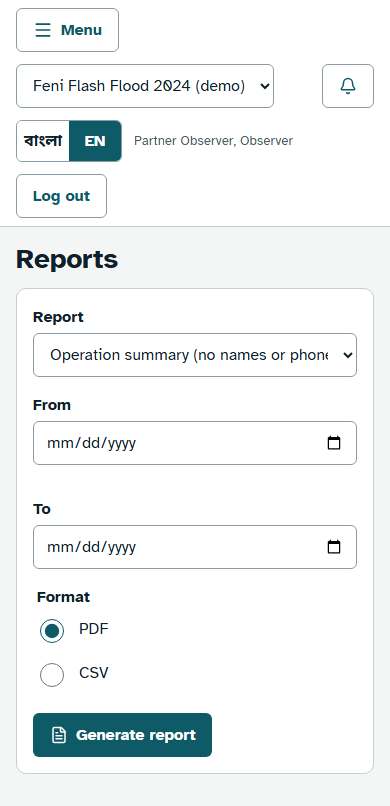 Menu
Feni Flash Flood 2024 (demo)
বাংলা EN Partner Observer, Observer
Log out
Reports
Report
Operation summary (no names or phone
From
mm/dd/yyyy
To
mm/dd/yyyy
Format
PDF
CSV
Generate report